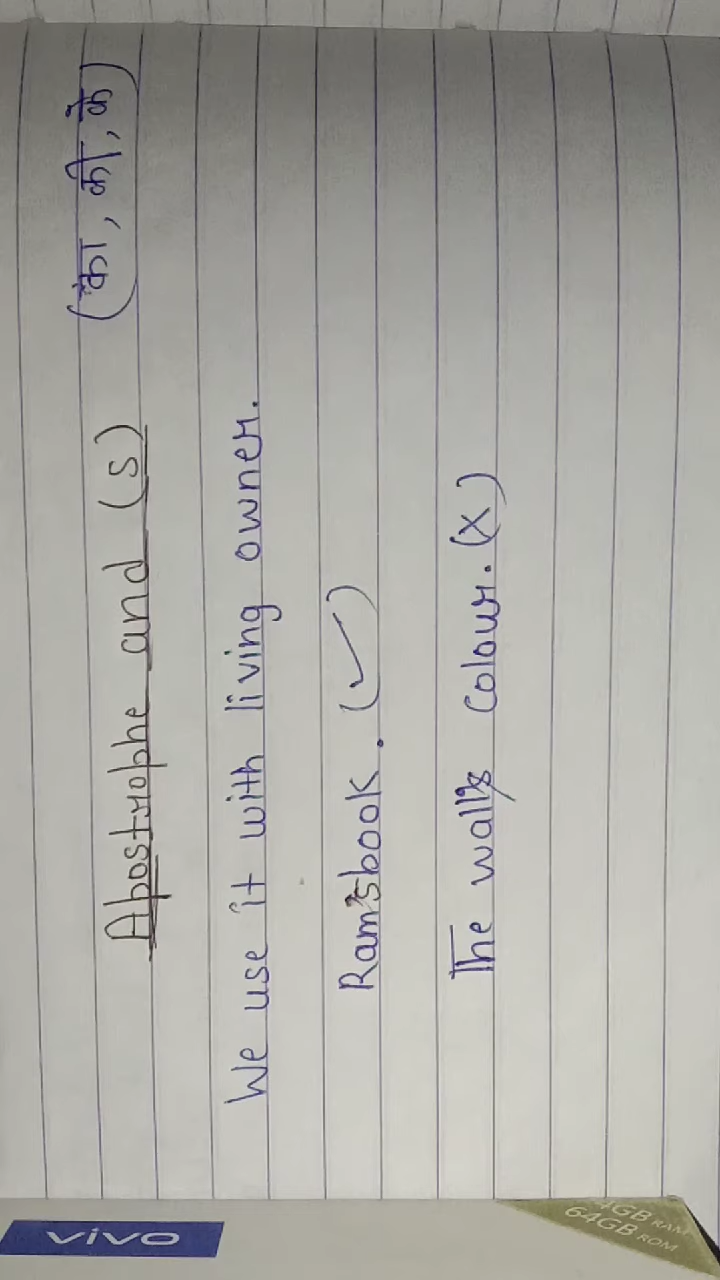 Apostrophe and (s) (का, की, के)
We use it with living owner.
Ram's book. (✓)
The wall's colour. (x)
vivo
4GB RAM
64GB ROM